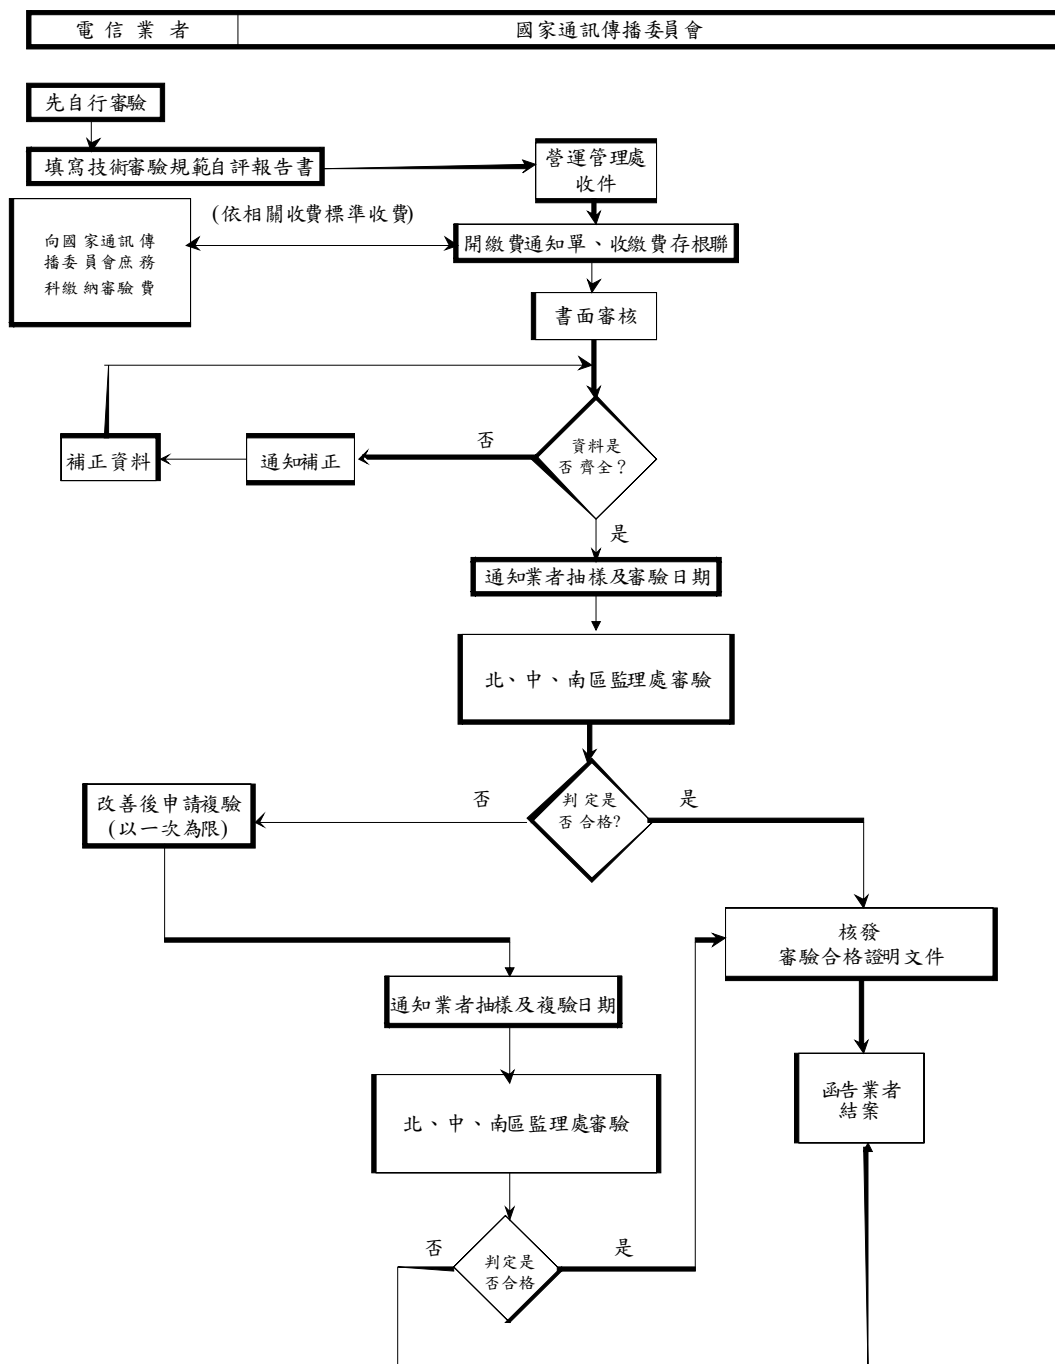 電信業者
國家通訊傳播委員會
先自行審驗
填寫技術審驗規範自評報告書
營運管理處
收件
(依相關收費標準收費)
向國家通訊傳
播委員會庶務
科繳納審驗費
開繳費通知單、收繳費存根聯
書面審核
資料是
否齊全?
否
通知補正
補正資料
是
通知業者抽樣及審驗日期
北、中、南區監理處審驗
判定是
否合格?
否
是
改善後申請複驗
(以一次為限)
核發
審驗合格證明文件
通知業者抽樣及複驗日期
函告業者
結案
北、中、南區監理處審驗
判定是
否合格
否
是